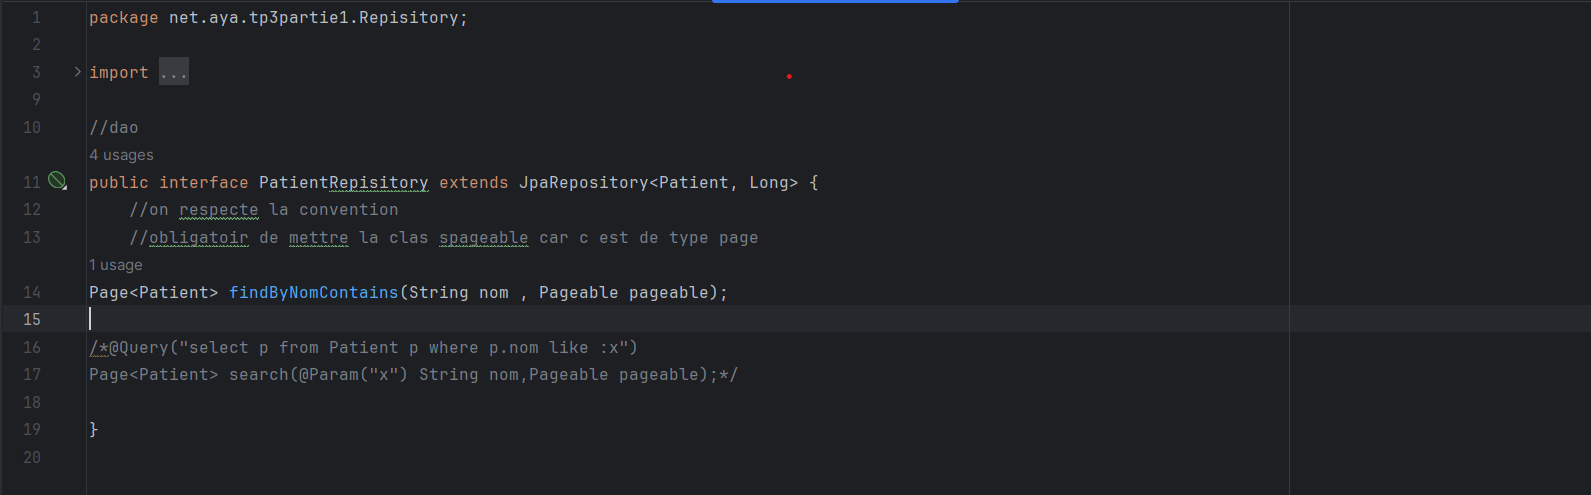 1 package net.aya.tp3partie1.Repisitory;
2
3 import ...
9
10 //dao
4 usages
11 public interface PatientRepisitory extends JpaRepository<Patient, Long> {
12 //on respecte la convention
13 //obligatoir de mettre la clas spageable car c est de type page
1 usage
14 Page<Patient> findByNomContains(String nom , Pageable pageable);
15
16 /*@Query("select p from Patient p where p.nom like :x")
17 Page<Patient> search(@Param("x") String nom,Pageable pageable);*/
18
19 }
20